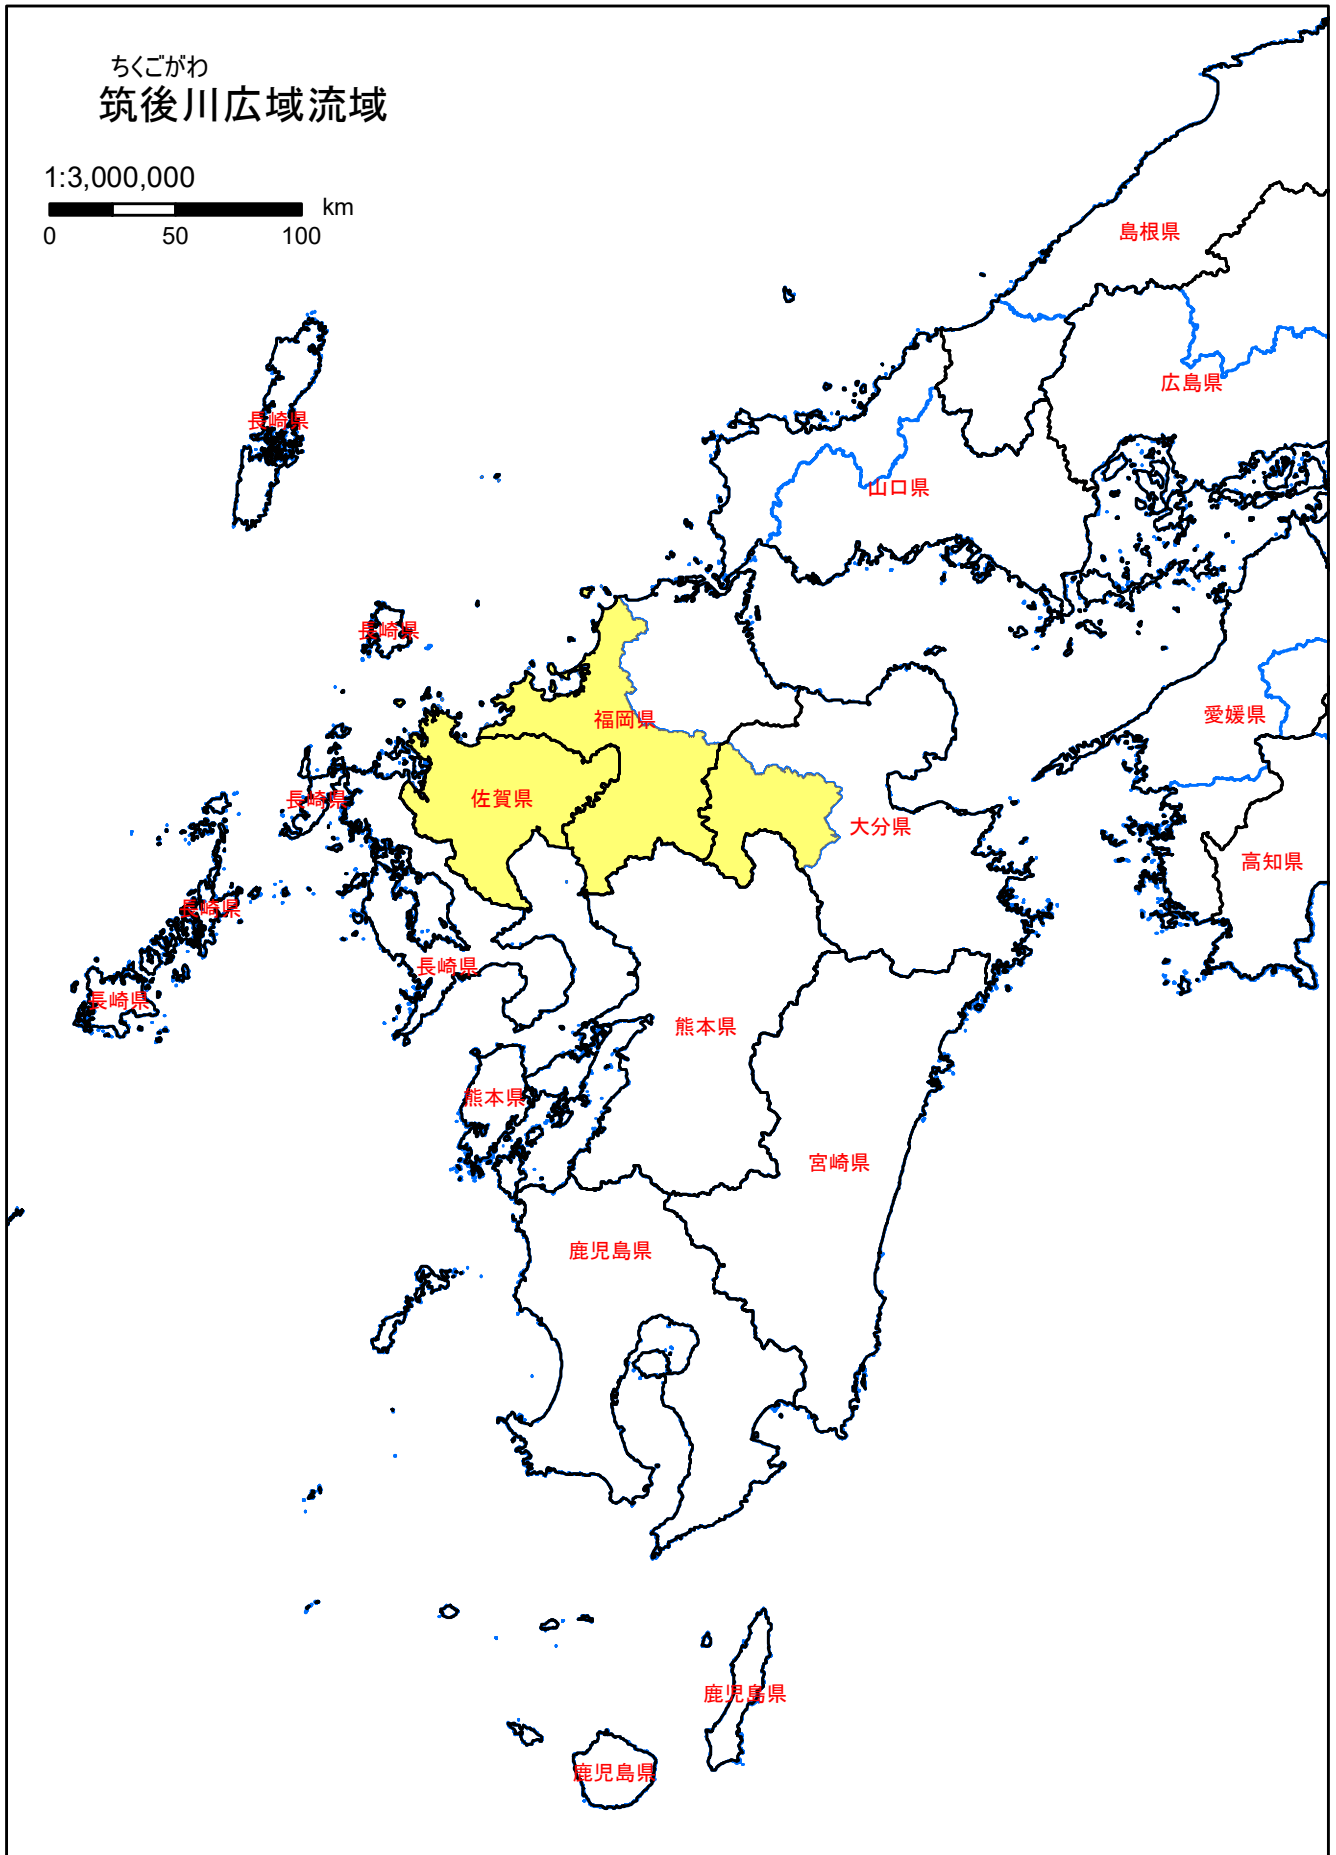 ちくごがわ
筑後川広域流域
1:3,000,000
km
0 50 100
島根県
広島県
長崎県
山口県
長崎県
福岡県
愛媛県
長崎県
佐賀県
大分県
高知県
長崎県
長崎県
長崎県
熊本県
熊本県
宮崎県
鹿児島県
鹿児島県
鹿児島県